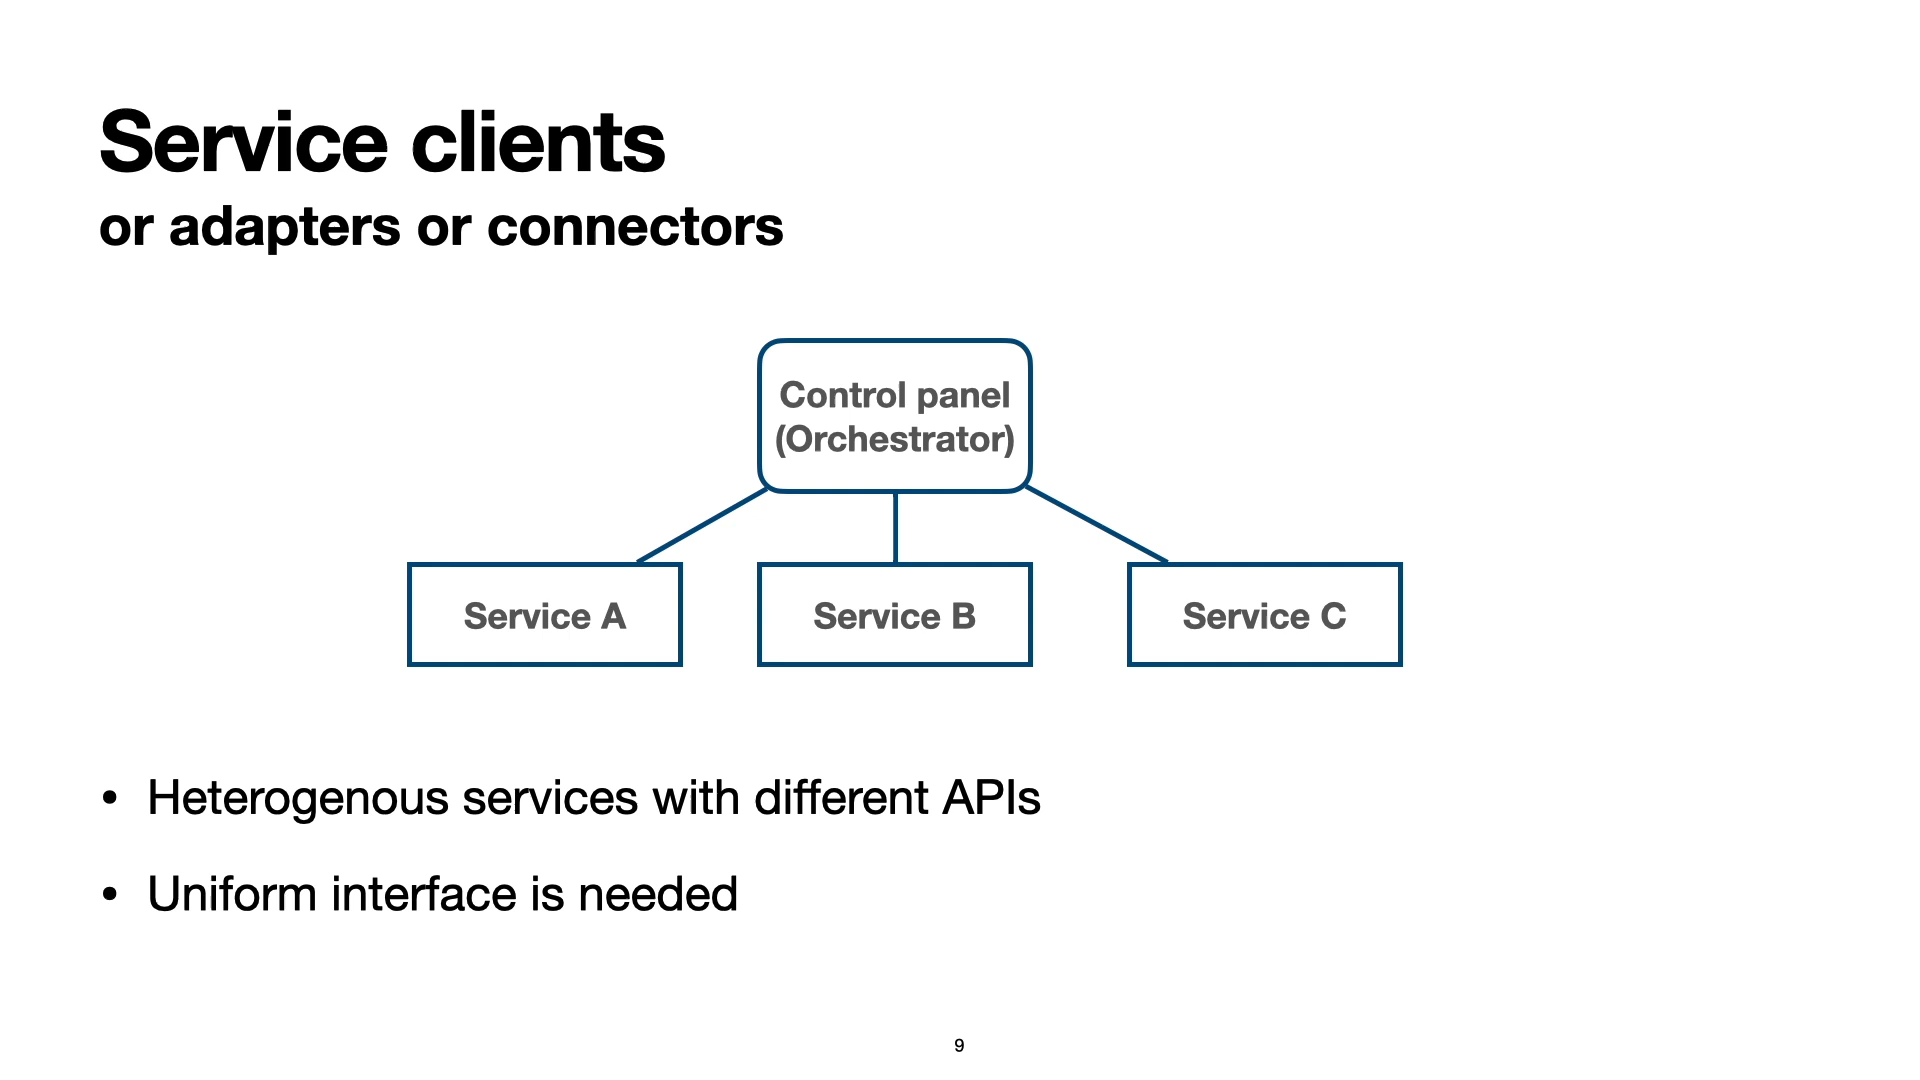 Service clients
or adapters or connectors
Control panel
(Orchestrator)
Service A
Service B
Service C
• Heterogenous services with different APIs
• Uniform interface is needed
9